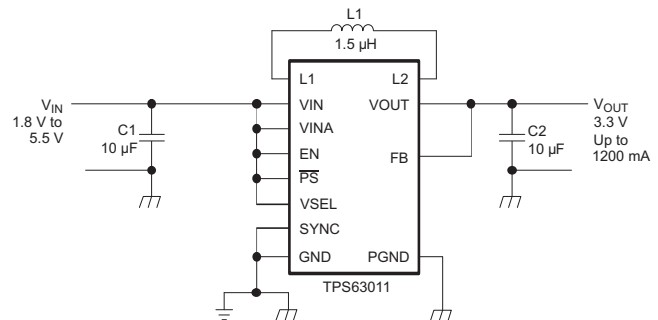 L1
1.5 µH
L1
L2
VIN
VOUT
VINA
EN
FB
PS
VSEL
SYNC
GND
PGND
TPS63011
VIN
1.8 V to
5.5 V
C1
10 µF
C2
10 µF
VOUT
3.3 V
Up to
1200 mA